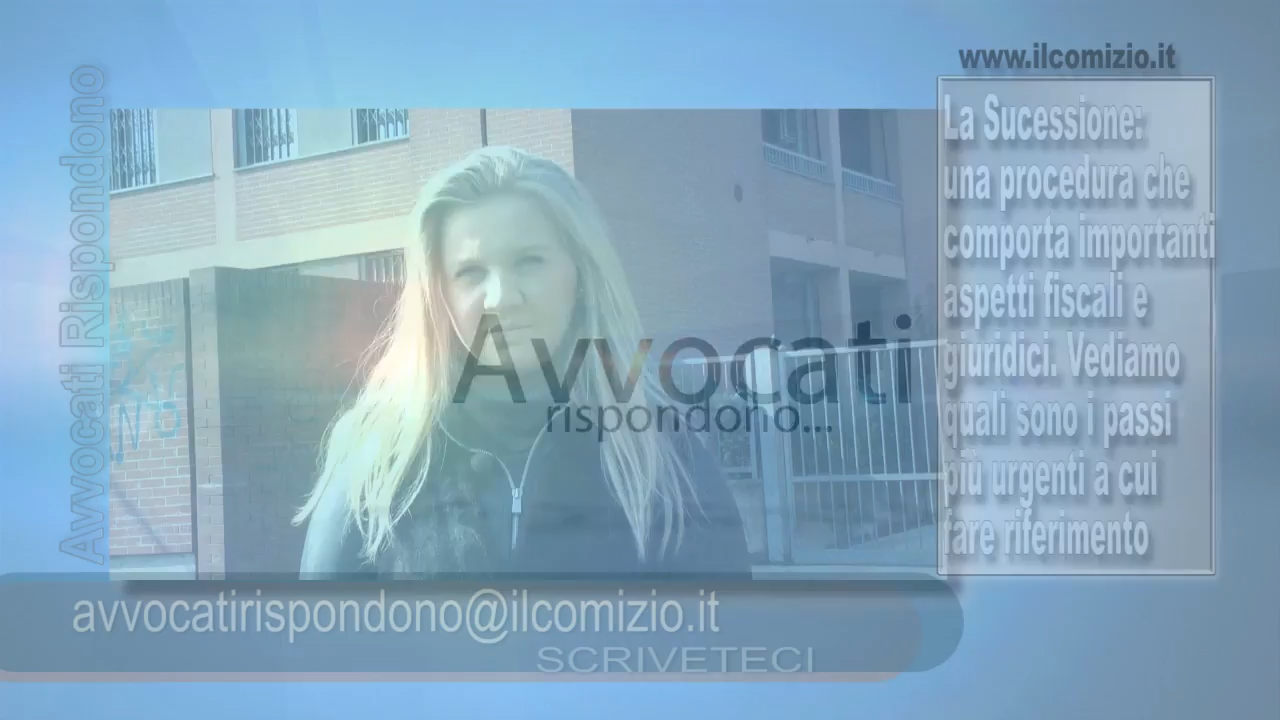 www.ilcomizio.it
Avvocati Rispondono
La Sucessione:
una procedura che
comporta importanti
aspetti fiscali e
giuridici. Vediamo
quali sono i passi
più urgenti a cui
fare riferimento
Avvocati
rispondono...
avvocatirispondono@ilcomizio.it
SCRIVETECI